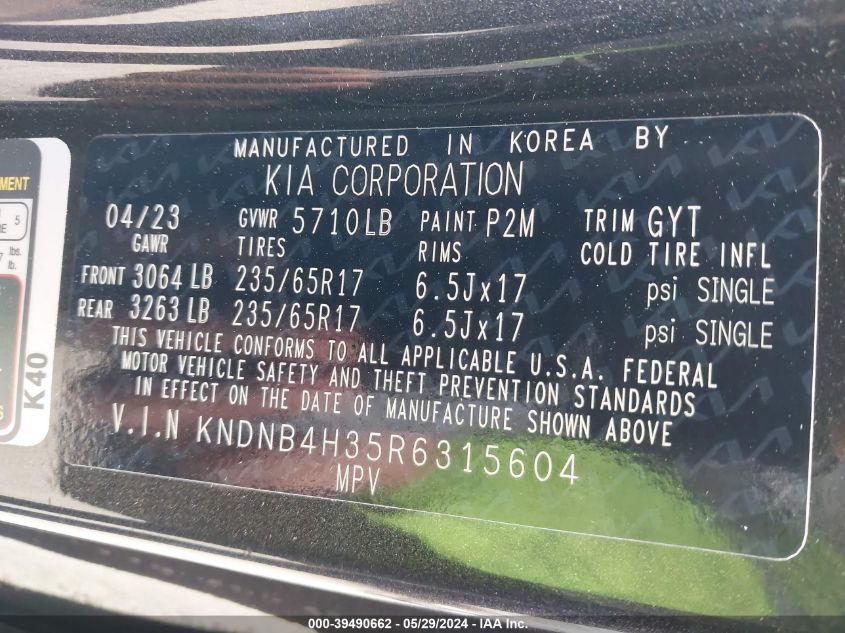 MANUFACTURED IN KOREA BY
KIA CORPORATION
04/23 GVWR 5710LB PAINT P2M TRIM GYT
GAWR TIRES RIMS COLD TIRE INFL
FRONT 3064 LB 235/65R17 6.5Jx17 psi SINGLE
REAR 3263 LB 235/65R17 6.5Jx17 psi SINGLE
THIS VEHICLE CONFORMS TO ALL APPLICABLE U.S.A. FEDERAL
MOTOR VEHICLE SAFETY AND THEFT PREVENTION STANDARDS
IN EFFECT ON THE DATE OF MANUFACTURE SHOWN ABOVE
V.I.N KNDNB4H35R6315604
MPV
5
lbs.
lb.
K40
000-39490662 - 05/29/2024 - IAA Inc.